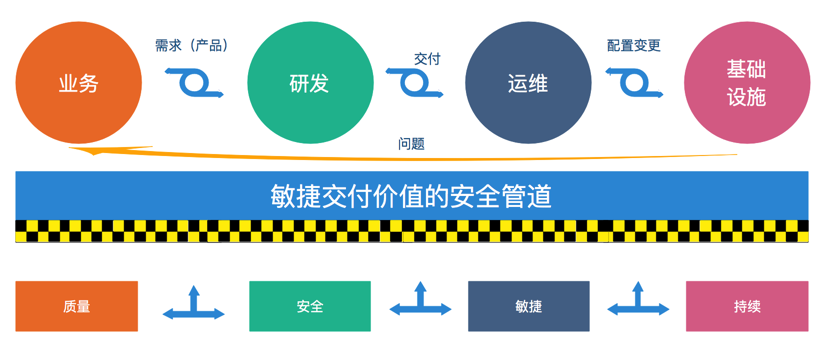 需求（产品）
交付
配置变更
业务
研发
运维
基础
设施
问题
敏捷交付价值的安全管道
质量
安全
敏捷
持续